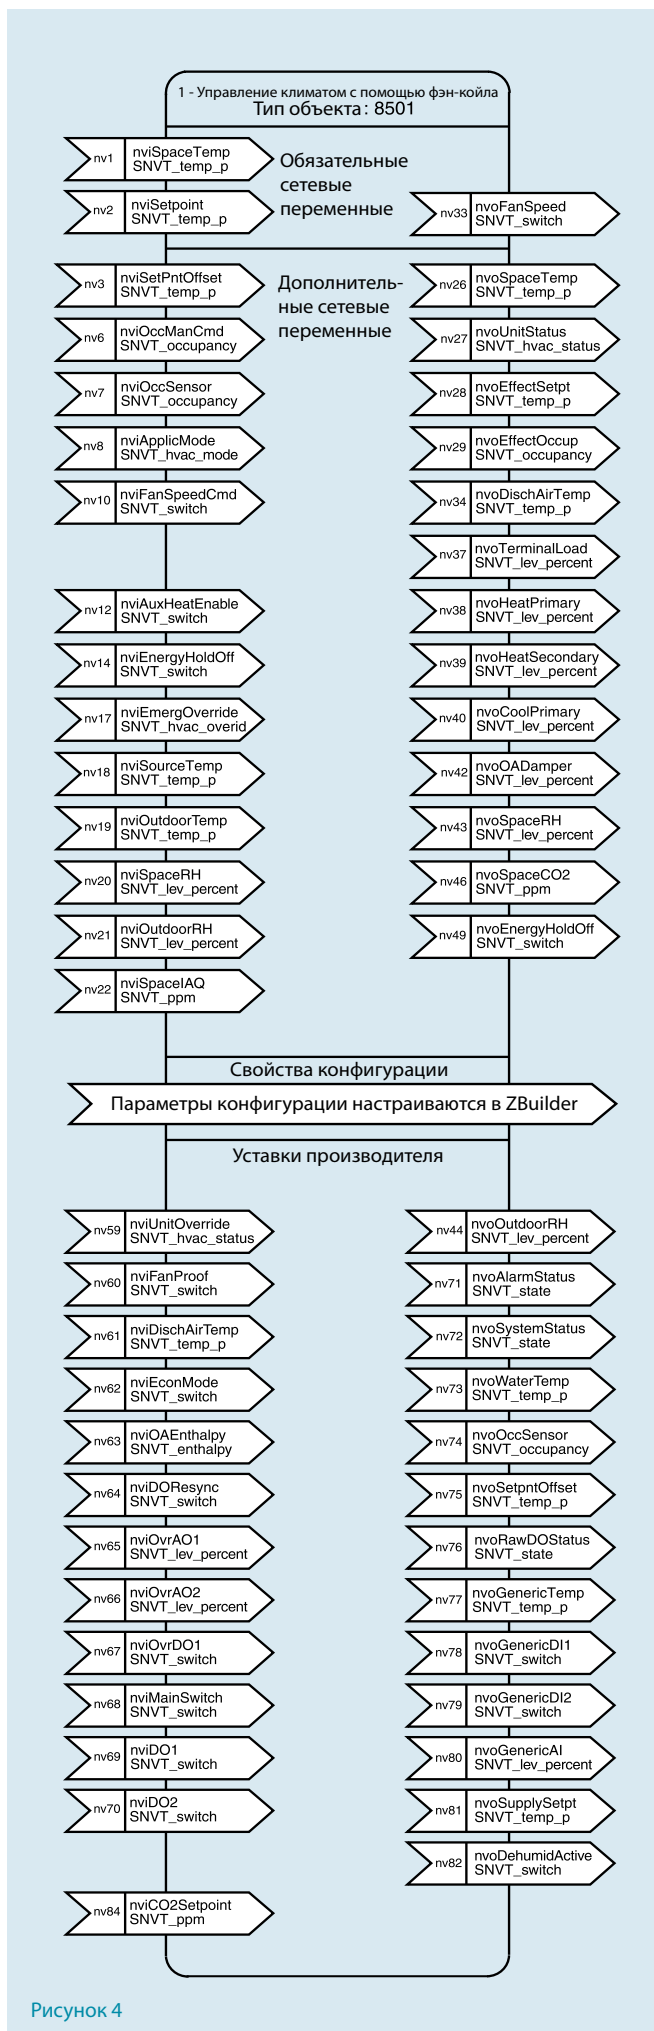 1 - Управление климатом с помощью фэн-койла
Тип объекта: 8501
nv1
nviSpaceTemp
SNVT_temp_p
nv2
nviSetpoint
SNVT_temp_p
Обязательные
сетевые
переменные
nv33
nvoFanSpeed
SNVT_switch
nv3
nviSetPntOffset
SNVT_temp_p
nv6
nviOccManCmd
SNVT_occupancy
nv7
nviOccSensor
SNVT_occupancy
nv8
nviApplicMode
SNVT_hvac_mode
nv10
nviFanSpeedCmd
SNVT_switch
nv12
nviAuxHeatEnable
SNVT_switch
nv14
nviEnergyHoldOff
SNVT_switch
nv17
nviEmergOverride
SNVT_hvac_overid
nv18
nviSourceTemp
SNVT_temp_p
nv19
nviOutdoorTemp
SNVT_temp_p
nv20
nviSpaceRH
SNVT_lev_percent
nv21
nviOutdoorRH
SNVT_lev_percent
nv22
nviSpaceIAQ
SNVT_ppm
Дополнитель-
ные сетевые
переменные
nv26
nvoSpaceTemp
SNVT_temp_p
nv27
nvoUnitStatus
SNVT_hvac_status
nv28
nvoEffectSetpt
SNVT_temp_p
nv29
nvoEffectOccup
SNVT_occupancy
nv34
nvoDischAirTemp
SNVT_temp_p
nv37
nvoTerminalLoad
SNVT_lev_percent
nv38
nvoHeatPrimary
SNVT_lev_percent
nv39
nvoHeatSecondary
SNVT_lev_percent
nv40
nvoCoolPrimary
SNVT_lev_percent
nv42
nvoOADamper
SNVT_lev_percent
nv43
nvoSpaceRH
SNVT_lev_percent
nv46
nvoSpaceCO2
SNVT_ppm
nv49
nvoEnergyHoldOff
SNVT_switch
Свойства конфигурации
Параметры конфигурации настраиваются в ZBuilder
Уставки производителя
nv59
nviUnitOverride
SNVT_hvac_status
nv60
nviFanProof
SNVT_switch
nv61
nviDischAirTemp
SNVT_temp_p
nv62
nviEconMode
SNVT_switch
nv63
nviOAEnthalpy
SNVT_enthalpy
nv64
nviDOResync
SNVT_switch
nv65
nviOvrAO1
SNVT_lev_percent
nv66
nviOvrAO2
SNVT_lev_percent
nv67
nviOvrDO1
SNVT_switch
nv68
nviMainSwitch
SNVT_switch
nv69
nviDO1
SNVT_switch
nv70
nviDO2
SNVT_switch
nv84
nviCO2Setpoint
SNVT_ppm
nv44
nvoOutdoorRH
SNVT_lev_percent
nv71
nvoAlarmStatus
SNVT_state
nv72
nvoSystemStatus
SNVT_state
nv73
nvoWaterTemp
SNVT_temp_p
nv74
nvoOccSensor
SNVT_occupancy
nv75
nvoSetpntOffset
SNVT_temp_p
nv76
nvoRawDOStatus
SNVT_state
nv77
nvoGenericTemp
SNVT_temp_p
nv78
nvoGenericDI1
SNVT_switch
nv79
nvoGenericDI2
SNVT_switch
nv80
nvoGenericAI
SNVT_lev_percent
nv81
nvoSupplySetpt
SNVT_temp_p
nv82
nvoDehumidActive
SNVT_switch
Рисунок 4